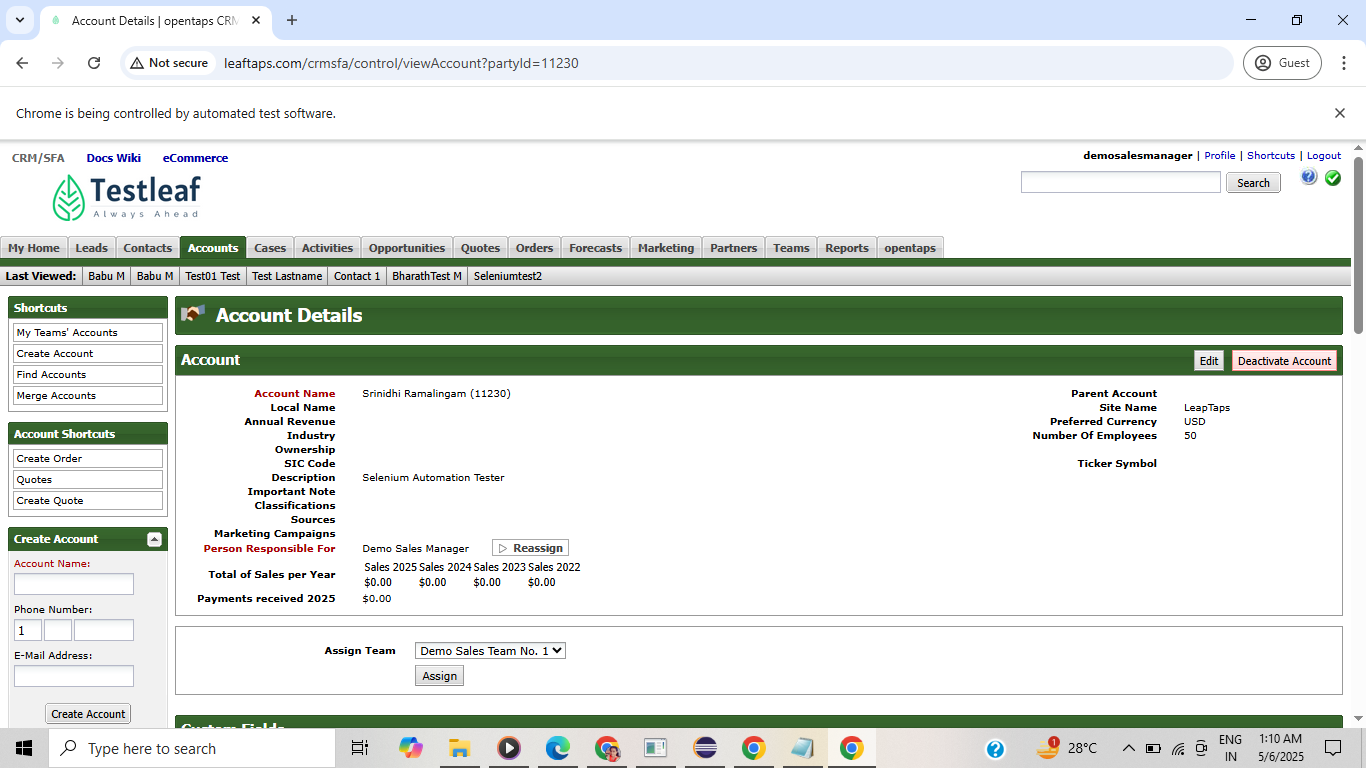 Account Details | opentaps CRM
Not secure
leaftaps.com/crmsfa/control/viewAccount?partyId=11230
Guest
Chrome is being controlled by automated test software.
CRM/SFA Docs Wiki eCommerce
demosalesmanager | Profile | Shortcuts | Logout
Testleaf
Always Ahead
Search
My Home Leads Contacts Accounts Cases Activities Opportunities Quotes Orders Forecasts Marketing Partners Teams Reports opentaps
Last Viewed: Babu M Babu M Test01 Test Test Lastname Contact 1 BharathTest M Seleniumtest2
Shortcuts
My Teams' Accounts
Create Account
Find Accounts
Merge Accounts
Account Shortcuts
Create Order
Quotes
Create Quote
Create Account
Account Name:
Phone Number:
1
E-Mail Address:
Create Account
Account Details
Account
Edit
Deactivate Account
Account Name Srinidhi Ramalingam (11230)
Local Name
Annual Revenue
Industry
Ownership
SIC Code
Description Selenium Automation Tester
Important Note
Classifications
Sources
Marketing Campaigns
Person Responsible For Demo Sales Manager Reassign
Total of Sales per Year
Sales 2025 Sales 2024 Sales 2023 Sales 2022
$0.00 $0.00 $0.00 $0.00
Payments received 2025 $0.00
Parent Account
Site Name LeapTaps
Preferred Currency USD
Number Of Employees 50
Ticker Symbol
Assign Team Demo Sales Team No. 1
Assign
Custom Fields
Type here to search
1
28°C
ENG
IN
1:10 AM
5/6/2025